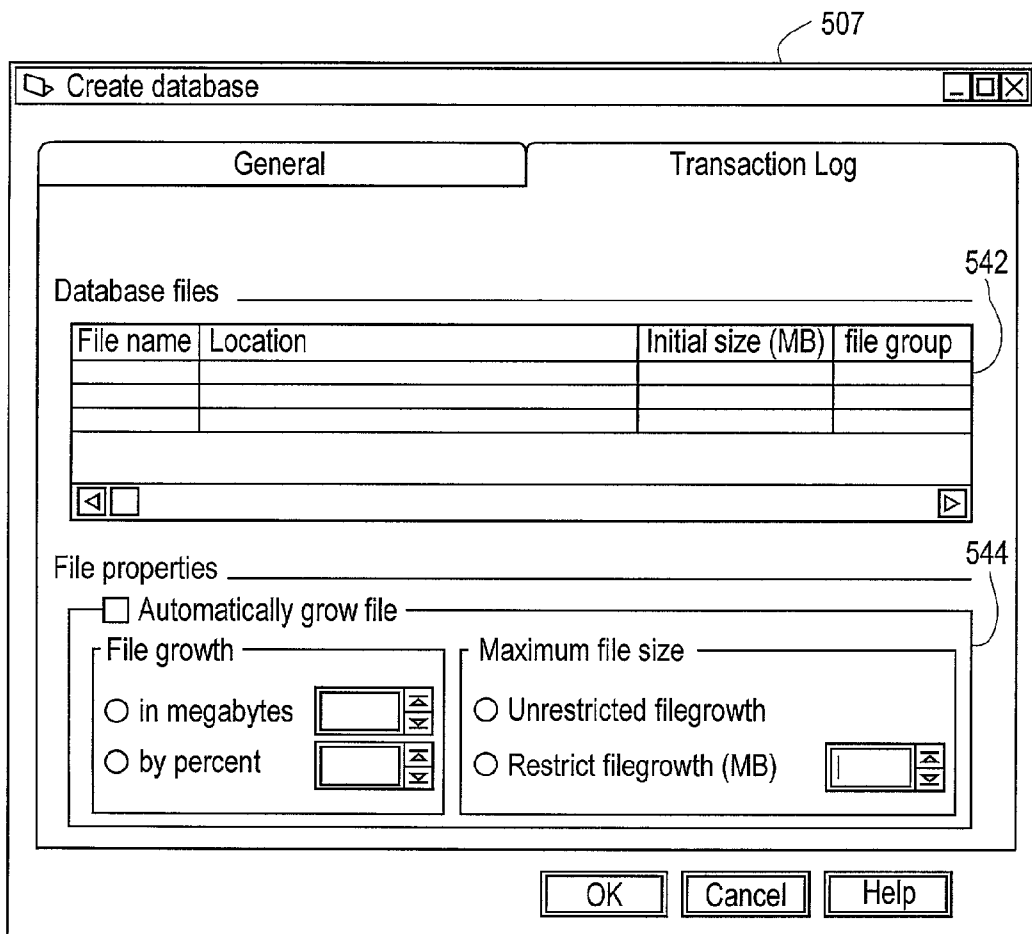 507
Create database
General Transaction Log
542
Database files
File name Location Initial size (MB) file group
544
File properties
Automatically grow file
File growth Maximum file size
in megabytes Unrestricted filegrowth
by percent Restrict filegrowth (MB)
OK Cancel Help